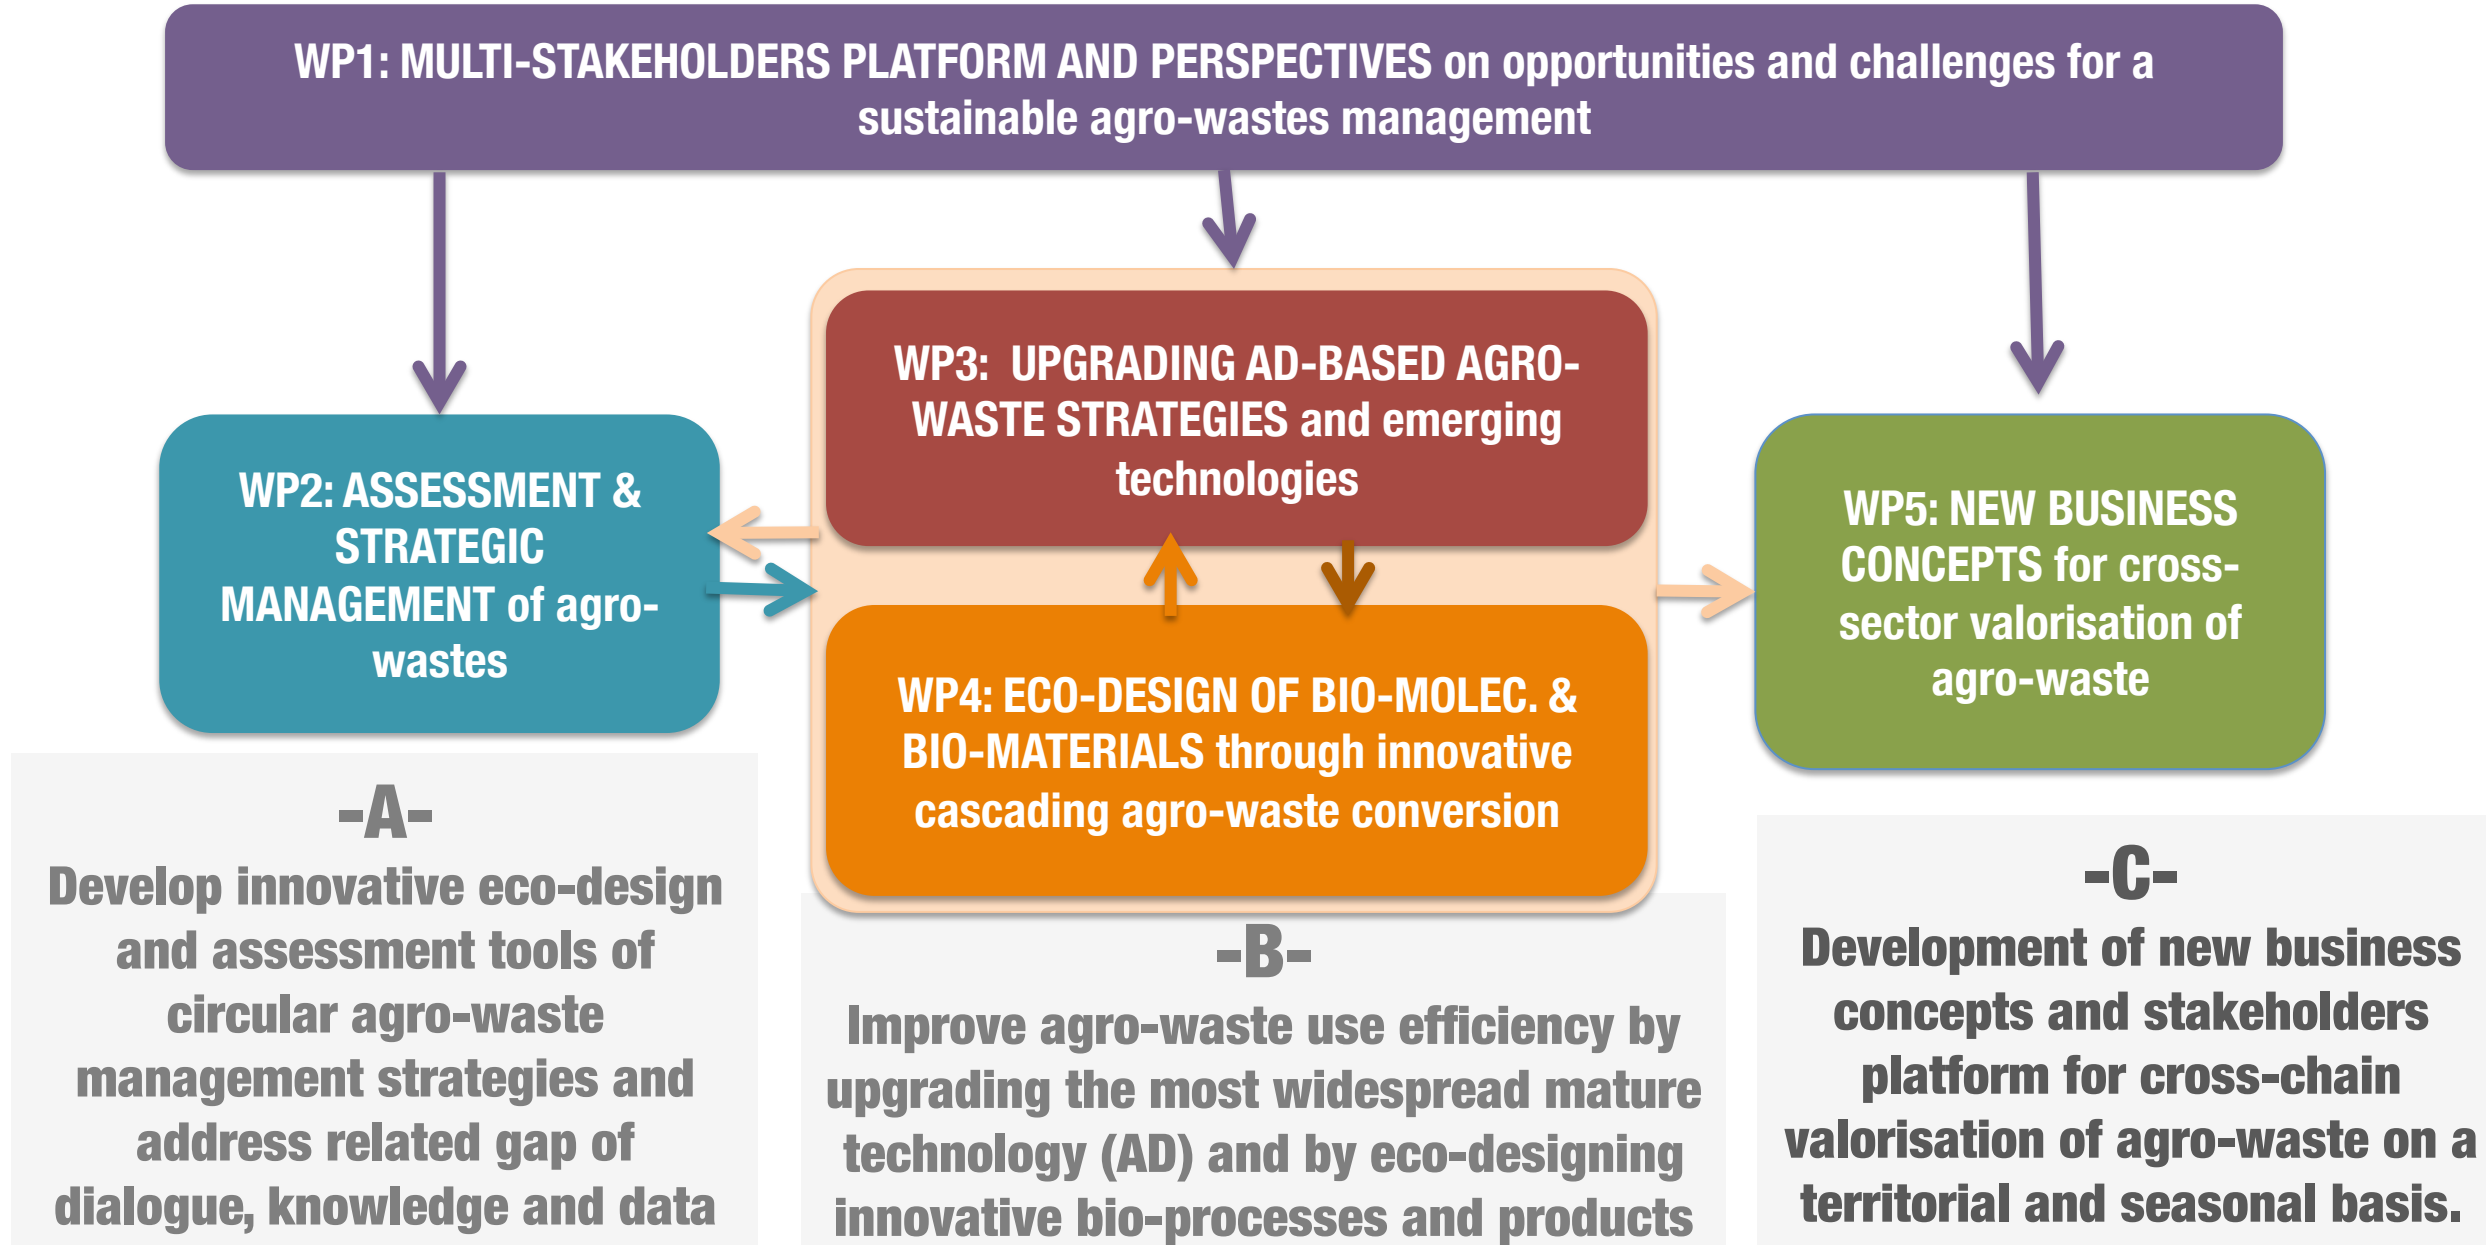 WP1: MULTI-STAKEHOLDERS PLATFORM AND PERSPECTIVES on opportunities and challenges for a
sustainable agro-wastes management
WP2: ASSESSMENT &
STRATEGIC
MANAGEMENT of agro-
wastes
WP3:  UPGRADING AD-BASED AGRO-
WASTE STRATEGIES and emerging
technologies
WP4: ECO-DESIGN OF BIO-MOLEC. &
BIO-MATERIALS through innovative
cascading agro-waste conversion
WP5: NEW BUSINESS
CONCEPTS for cross-
sector valorisation of
agro-waste
-A-
Develop innovative eco-design
and assessment tools of
circular agro-waste
management strategies and
address related gap of
dialogue, knowledge and data
-B-
Improve agro-waste use efficiency by
upgrading the most widespread mature
technology (AD) and by eco-designing
innovative bio-processes and products
-C-
Development of new business
concepts and stakeholders
platform for cross-chain
valorisation of agro-waste on a
territorial and seasonal basis.